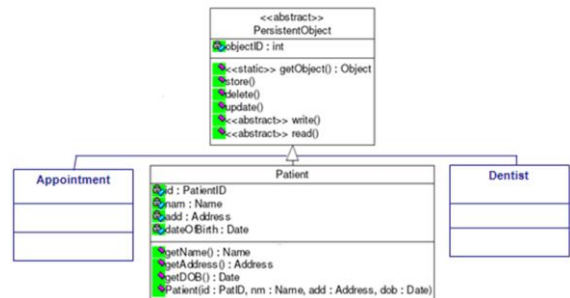 <<abstract>>
PersistentObject
objectID : int
<<static>> getObject() : Object
store()
delete()
update()
<<abstract>> write()
<<abstract>> read()
Appointment
Patient
id : PatientID
nam : Name
add : Address
dateOfBirth : Date
getName() : Name
getAddress() : Address
getDOB() : Date
Patient(id : PatID, nm : Name, add : Address, dob : Date)
Dentist